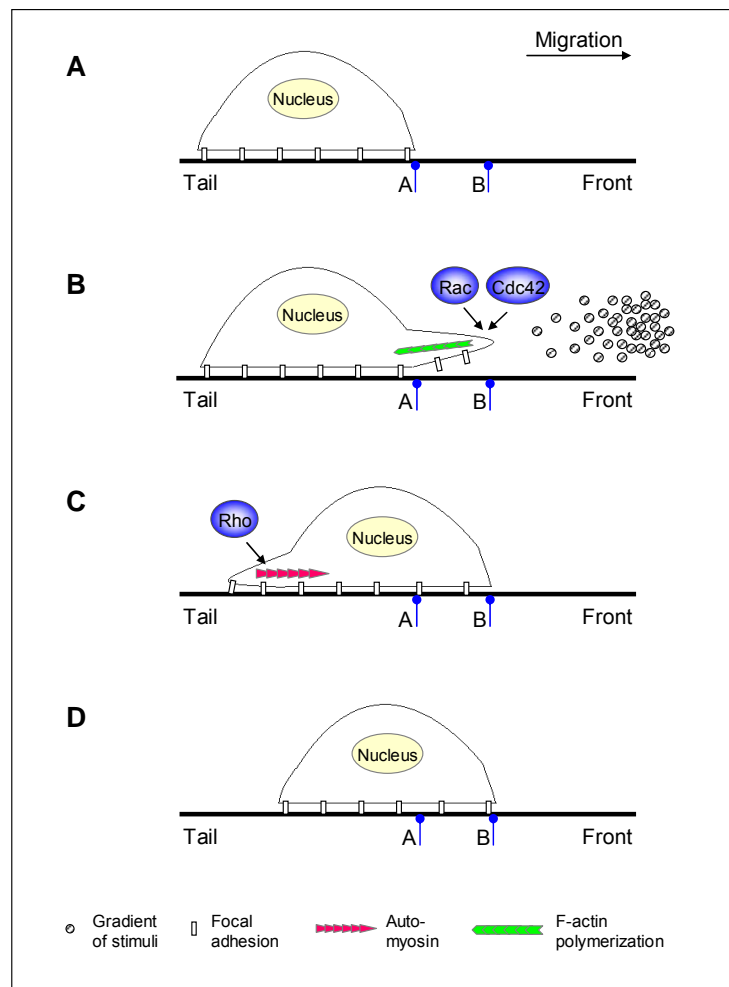 Migration
A
Nucleus
Tail A B Front
B
Rac Cdc42
Nucleus
Tail A B Front
C
Rho
Nucleus
Tail A B Front
D
Nucleus
Tail A B Front
Gradient of stimuli
Focal adhesion
Auto-
myosin
F-actin
polymerization